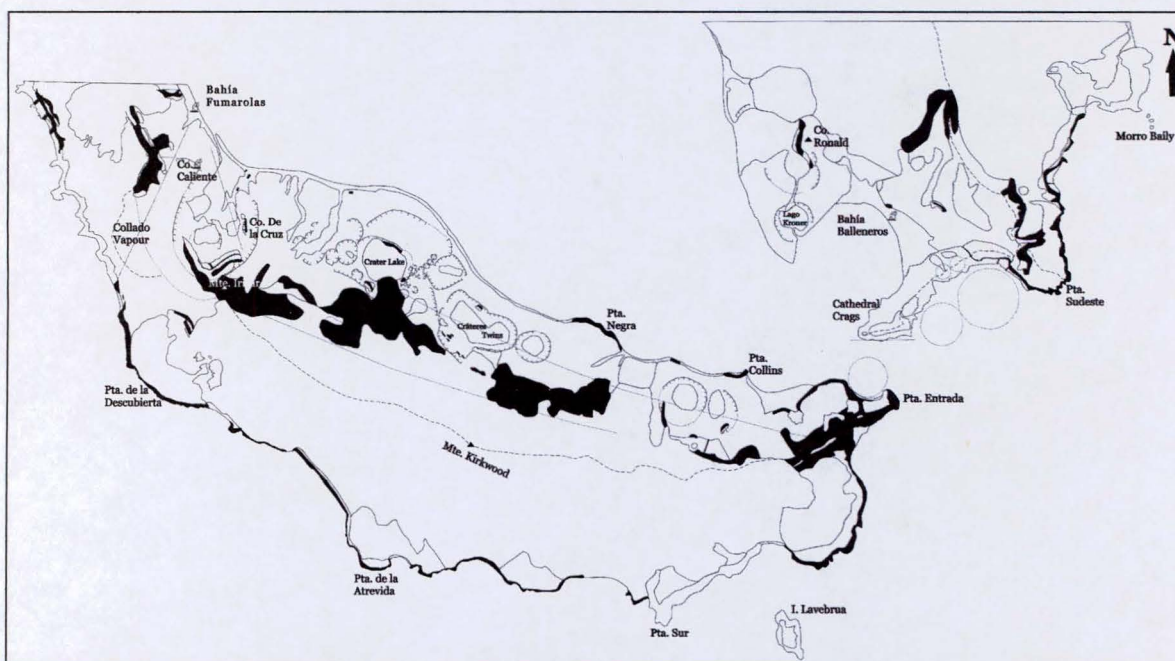 N
Bahía
Fumarolas
Co.
Caliente
Collado
Vapour
Co. De
la Cruz
Crater Lake
Cráteres
Twins
Pta.
Negra
Pta.
Collins
Pta. Entrada
Pta. de la
Descubierta
Mte. Kirkwood
Pta. de la
Atrevida
Pta. Sur
I. Lavebrua
Co.
Ronald
Lago
Kroner
Bahía
Balleneros
Morro Baily
Cathedral
Crags
Pta.
Sudeste
Mte.